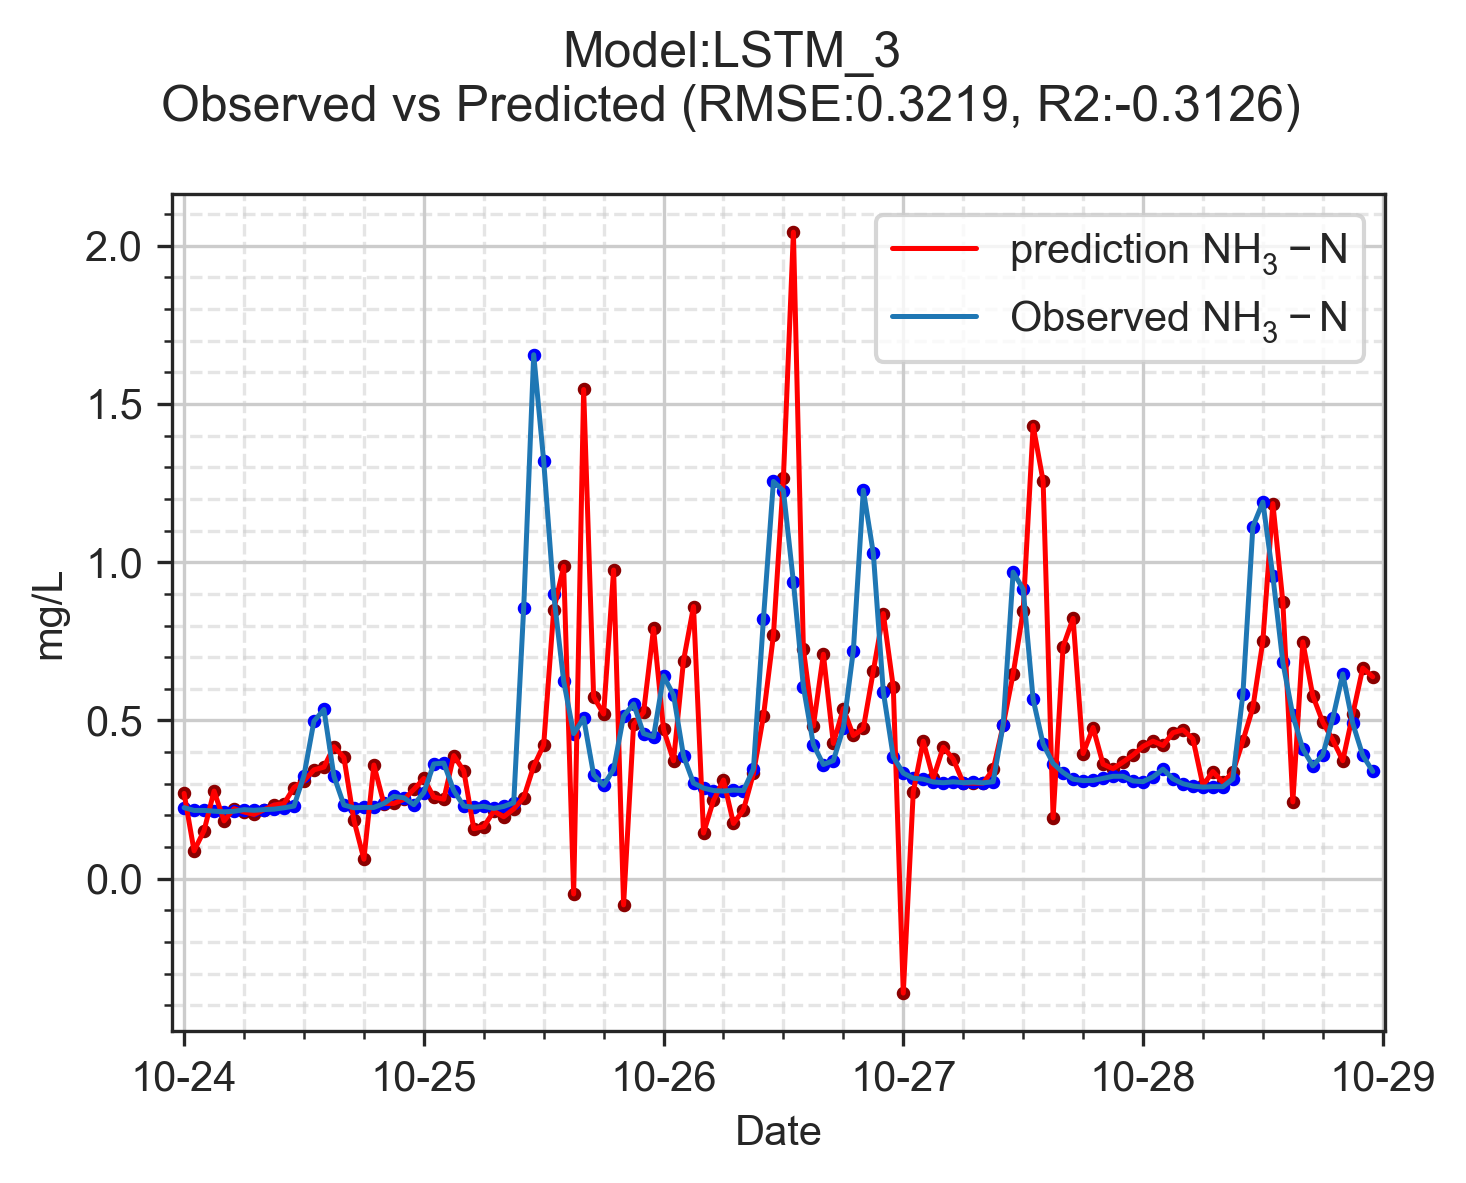 Model:LSTM_3
Observed vs Predicted (RMSE:0.3219, R2:-0.3126)
prediction NH₃ − N
Observed NH₃ − N
2.0
1.5
1.0
0.5
0.0
mg/L
10-24 10-25 10-26 10-27 10-28 10-29
Date